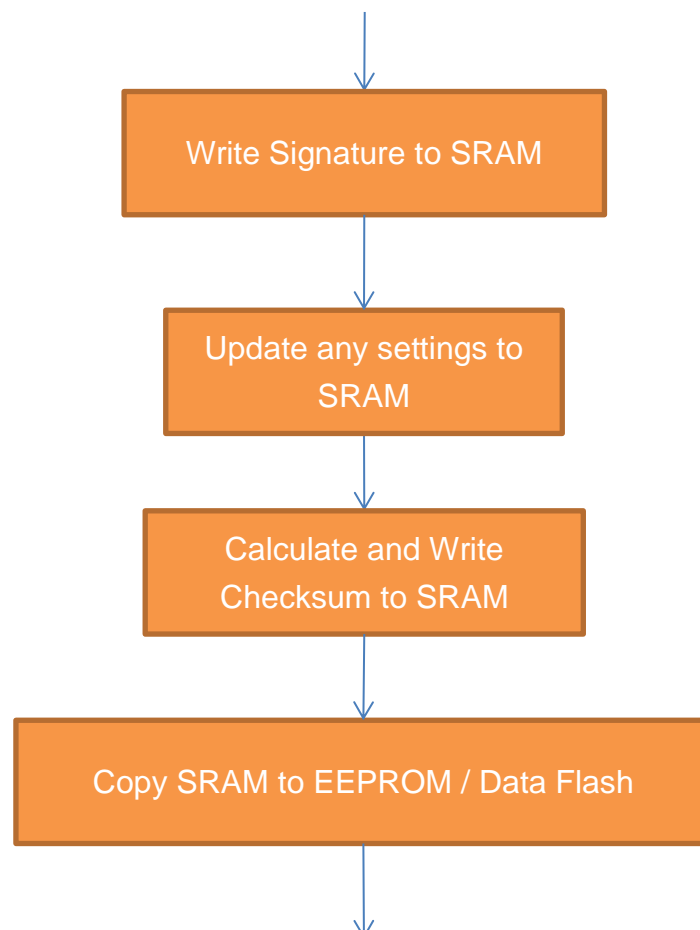 Write Signature to SRAM
Update any settings to
SRAM
Calculate and Write
Checksum to SRAM
Copy SRAM to EEPROM / Data Flash